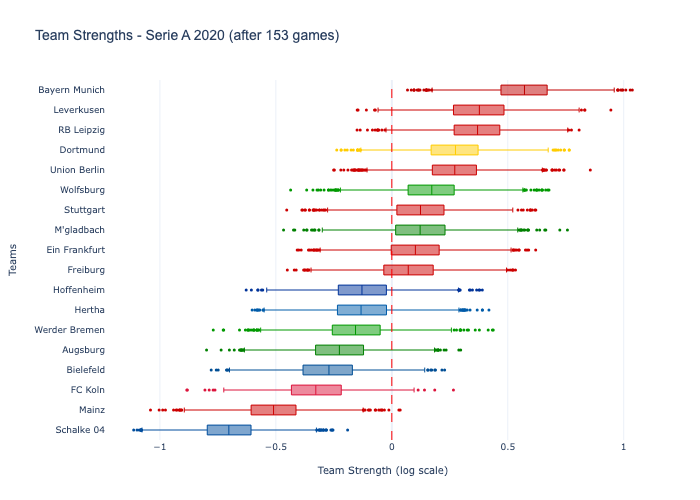 Team Strengths - Serie A 2020 (after 153 games)
Bayern Munich
Leverkusen
RB Leipzig
Dortmund
Union Berlin
Wolfsburg
Stuttgart
M'gladbach
Ein Frankfurt
Freiburg
Hoffenheim
Hertha
Werder Bremen
Augsburg
Bielefeld
FC Koln
Mainz
Schalke 04
Teams
−1 −0.5 0 0.5 1
Team Strength (log scale)